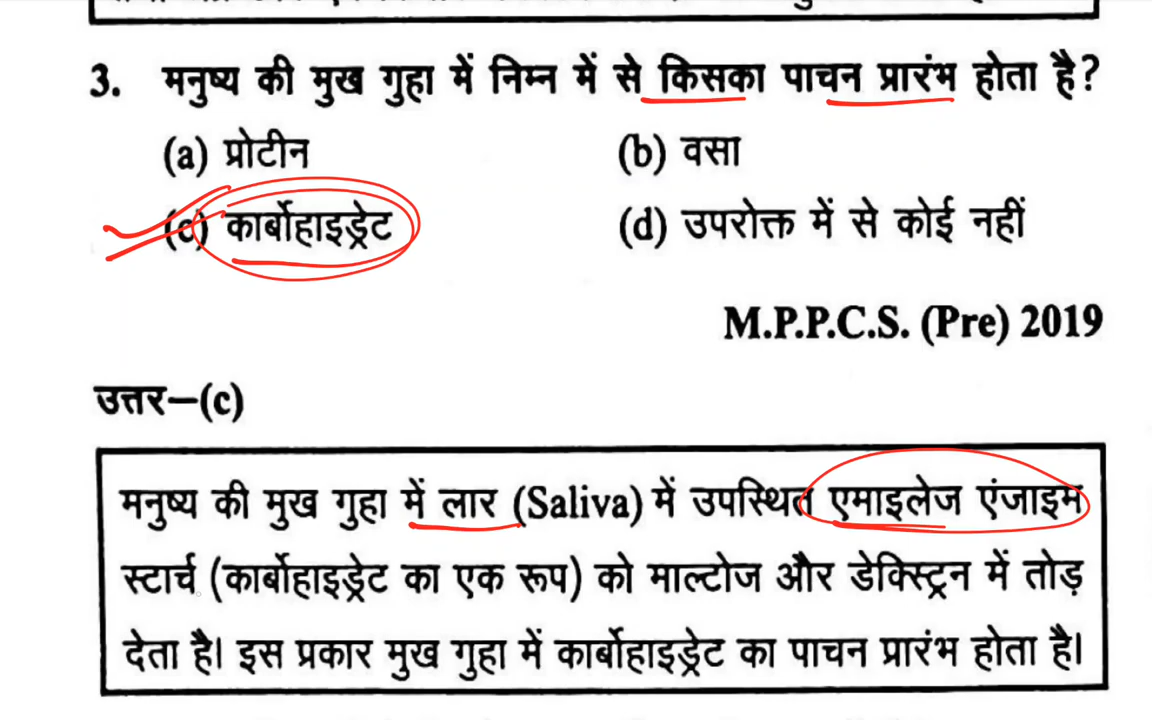 3. मनुष्य की मुख गुहा में निम्न में से किसका पाचन प्रारंभ होता है?
(a) प्रोटीन (b) वसा
(c) कार्बोहाइड्रेट (d) उपरोक्त में से कोई नहीं
M.P.P.C.S. (Pre) 2019
उत्तर—(c)
मनुष्य की मुख गुहा में लार (Saliva) में उपस्थित एमाइलेज एंजाइम
स्टार्च (कार्बोहाइड्रेट का एक रूप) को माल्टोज और डेक्स्ट्रिन में तोड़
देता है। इस प्रकार मुख गुहा में कार्बोहाइड्रेट का पाचन प्रारंभ होता है।